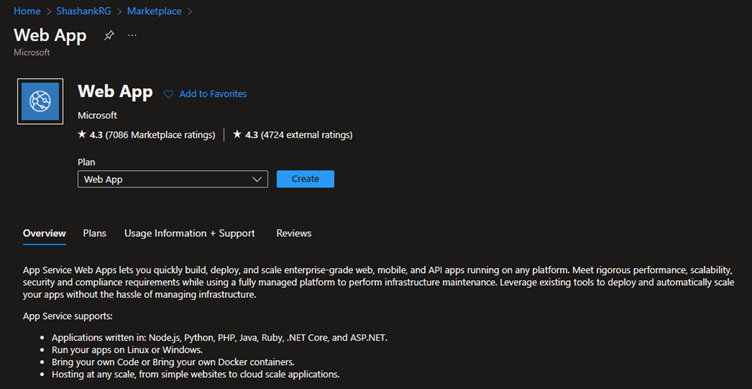 Home > ShashankRG > Marketplace >
Web App ...
Microsoft
Web App Add to Favorites
Microsoft
★ 4.3 (7086 Marketplace ratings) | ★ 4.3 (4724 external ratings)
Plan
Web App Create
Overview Plans Usage Information + Support Reviews
App Service Web Apps lets you quickly build, deploy, and scale enterprise-grade web, mobile, and API apps running on any platform. Meet rigorous performance, scalability,
security and compliance requirements while using a fully managed platform to perform infrastructure maintenance. Leverage existing tools to deploy and automatically scale
your apps without the hassle of managing infrastructure.
App Service supports:
• Applications written in: Node.js, Python, PHP, Java, Ruby, .NET Core, and ASP.NET.
• Run your apps on Linux or Windows.
• Bring your own Code or Bring your own Docker containers.
• Hosting at any scale, from simple websites to cloud scale applications.